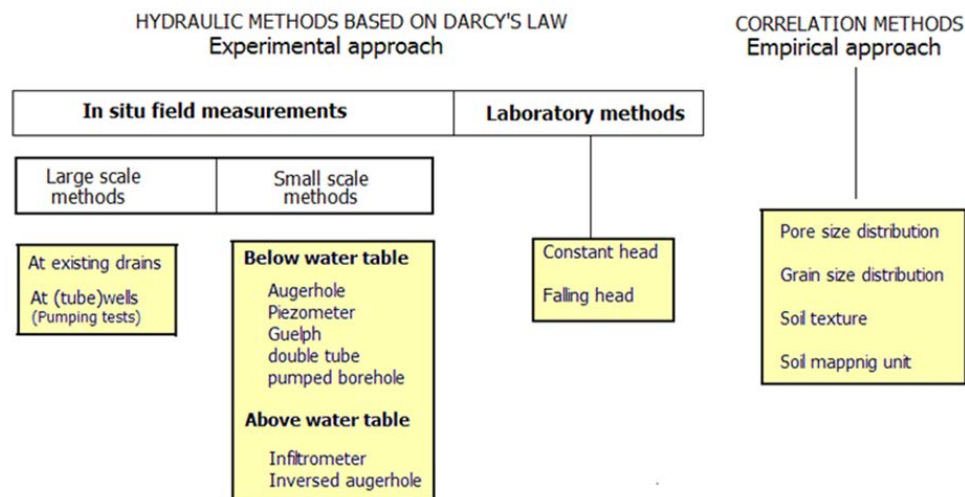 HYDRAULIC METHODS BASED ON DARCY'S LAW
Experimental approach
CORRELATION METHODS
Empirical approach
In situ field measurements
Laboratory methods
Large scale
methods
Small scale
methods
At existing drains
At (tube)wells
(Pumping tests)
Below water table
Augerhole
Piezometer
Guelph
double tube
pumped borehole
Above water table
Infiltrometer
Inversed augerhole
Constant head
Falling head
Pore size distribution
Grain size distribution
Soil texture
Soil mappnig unit